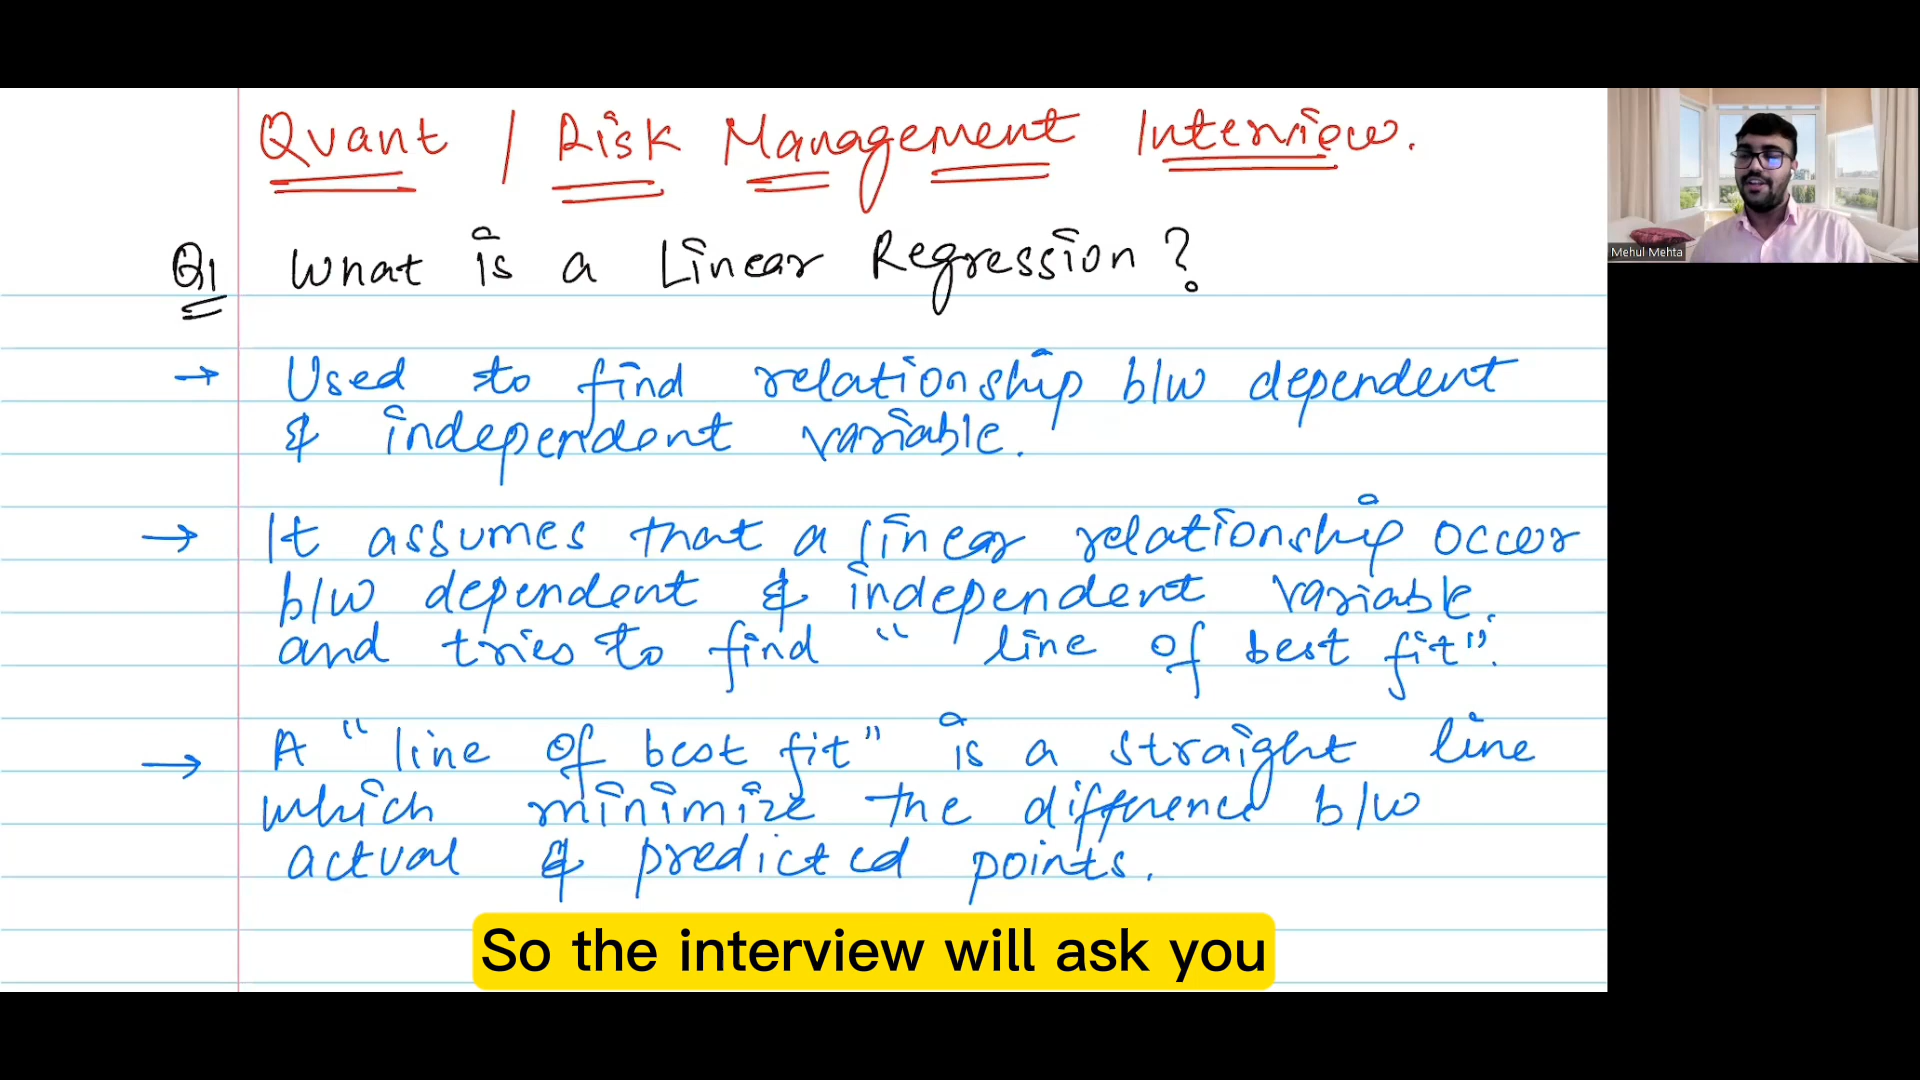 Quant / Risk Management Interview.
Q1 What is a Linear Regression?
→ Used to find relationship b/w dependent
& independent variable.
→ It assumes that a linear relationship occur
b/w dependent & independent variable.
and tries to find "line of best fit".
→ A "line of best fit" is a straight line
which minimize the difference b/w
actual & predicted points.
So the interview will ask you
Mehul Mehta